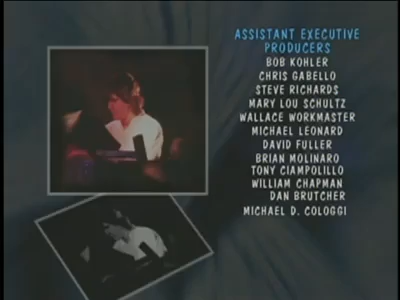 ASSISTANT EXECUTIVE
PRODUCERS
BOB KOHLER
CHRIS GABELLO
STEVE RICHARDS
MARY LOU SCHULTZ
WALLACE WORKMASTER
MICHAEL LEONARD
DAVID FULLER
BRIAN MOLINARO
TONY CIAMPOLILLO
WILLIAM CHAPMAN
DAN BRUTCHER
MICHAEL D. COLOGGI